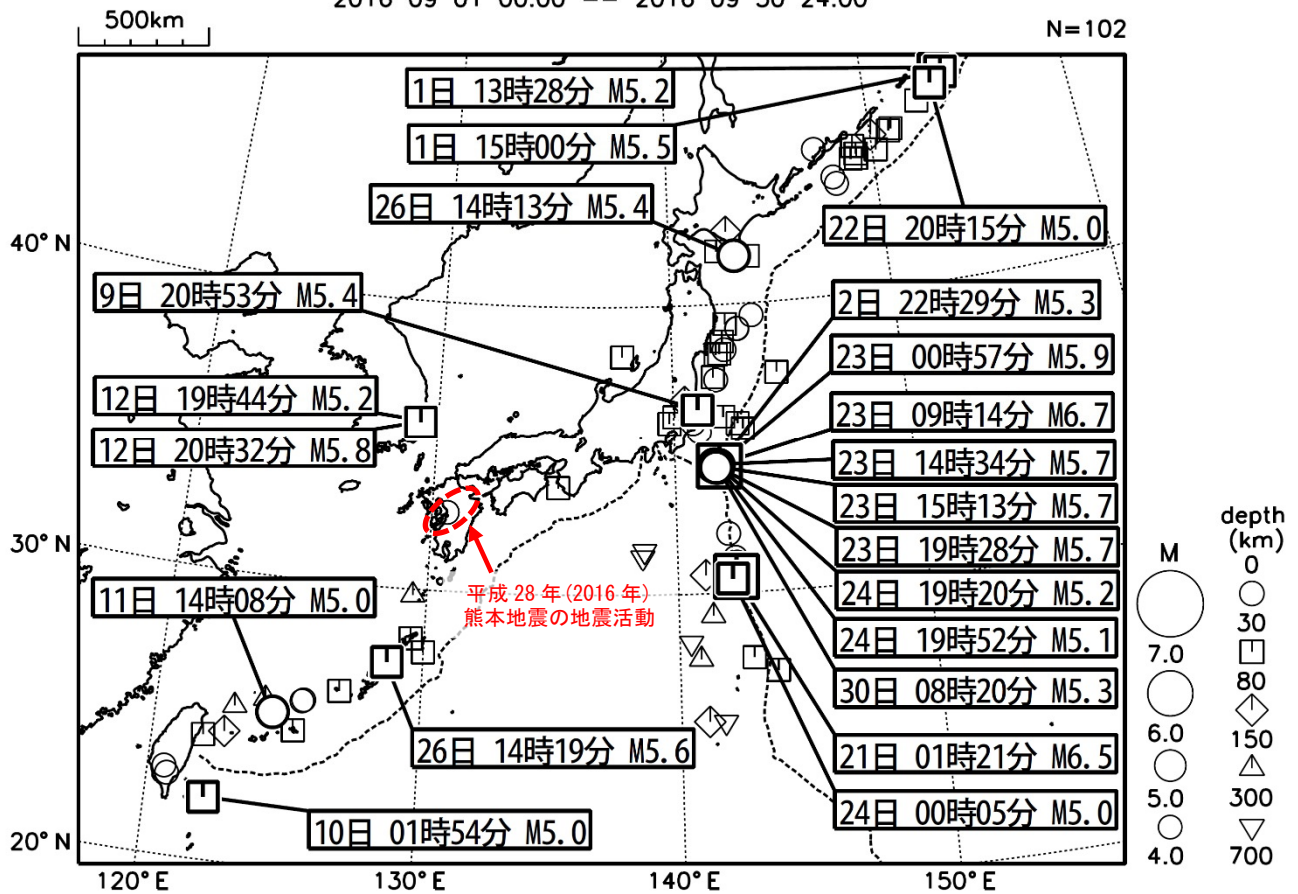 2016 09 01 00:00 -- 2016 09 30 24:00
500km
N=102
1日 13時28分 M5.2
1日 15時00分 M5.5
26日 14時13分 M5.4
22日 20時15分 M5.0
40°N
9日 20時53分 M5.4
2日 22時29分 M5.3
23日 00時57分 M5.9
12日 19時44分 M5.2
23日 09時14分 M6.7
12日 20時32分 M5.8
23日 14時34分 M5.7
23日 15時13分 M5.7
23日 19時28分 M5.7
30°N
11日 14時08分 M5.0
平成 28 年(2016 年)
熊本地震の地震活動
24日 19時20分 M5.2
24日 19時52分 M5.1
30日 08時20分 M5.3
26日 14時19分 M5.6
21日 01時21分 M6.5
10日 01時54分 M5.0
24日 00時05分 M5.0
20°N
120°E
130°E
140°E
150°E
M
7.0
6.0
5.0
4.0
depth
(km)
0
30
80
150
300
700